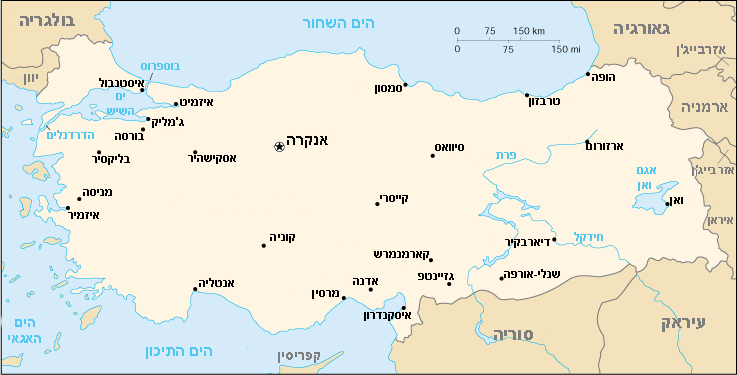 בולגריה
הים השחור
0 75 150 km
0 75 150 mi
גאורגיה
אזרבייג'ן
יוון
בוספרוס
איסטנבול
ים
השיש
איזמיט
סמסון
הופה
טרבזון
ארמניה
ג'מליק
הדרדנלים
בורסה
אנקרה
בליקסיר
אסקישהיר
סיוואס
פרת
ארזורום
אזרבייג'ן
אגם
ואן
ואן
מניסה
איזמיר
קייסרי
איראן
קוניה
חידקל
דיארבקיר
קארמנמרש
אנטליה
אדנה
גזיינטפ
שנלי-אורפה
מרסין
איסקנדרון
הים
האגאי
הים התיכון
קפריסין
סוריה
עיראק